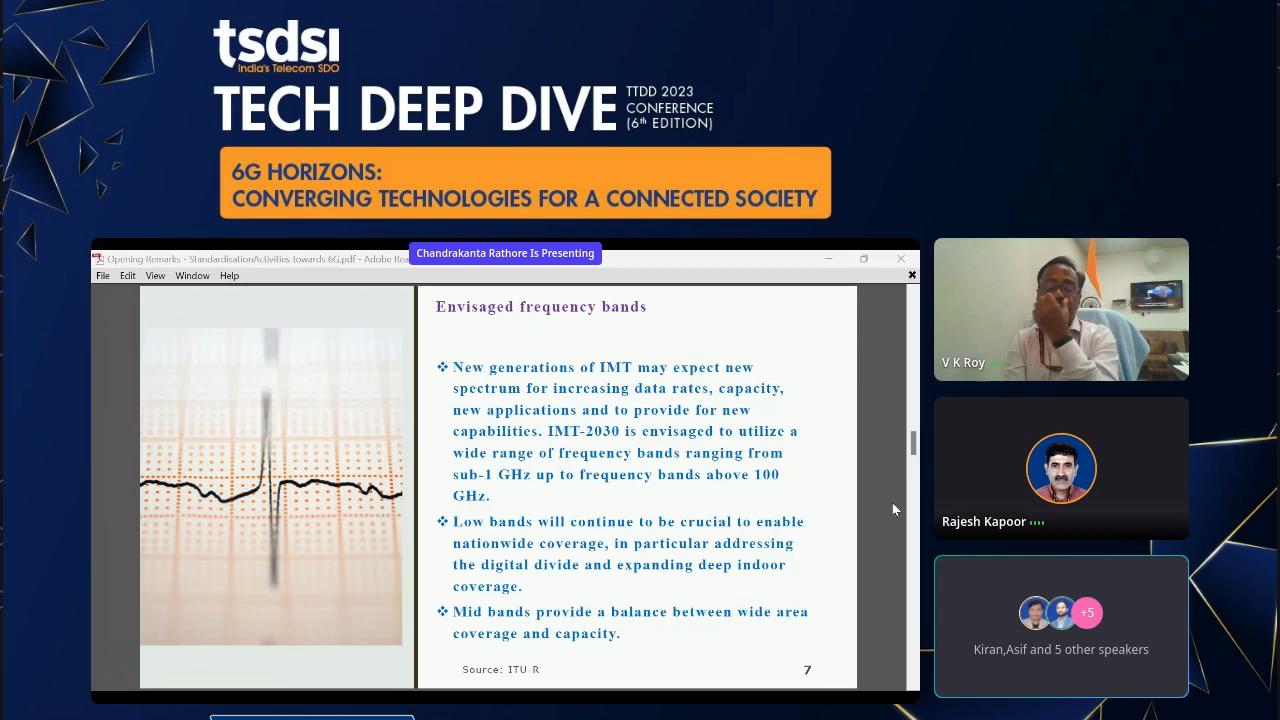 tsdsi
India's Telecom SDO
TECH DEEP DIVE
TTDD 2023
CONFERENCE
(6th EDITION)
6G HORIZONS:
CONVERGING TECHNOLOGIES FOR A CONNECTED SOCIETY
Chandrakanta Rathore Is Presenting
Opening Remarks - StandardisationActivities towards 6G.pdf - Adobe Rea
File Edit View Window Help
Envisaged frequency bands
❖ New generations of IMT may expect new
spectrum for increasing data rates, capacity,
new applications and to provide for new
capabilities. IMT-2030 is envisaged to utilize a
wide range of frequency bands ranging from
sub-1 GHz up to frequency bands above 100
GHz.
❖ Low bands will continue to be crucial to enable
nationwide coverage, in particular addressing
the digital divide and expanding deep indoor
coverage.
❖ Mid bands provide a balance between wide area
coverage and capacity.
Source: ITU R
7
V K Roy
Rajesh Kapoor
+5
Kiran,Asif and 5 other speakers